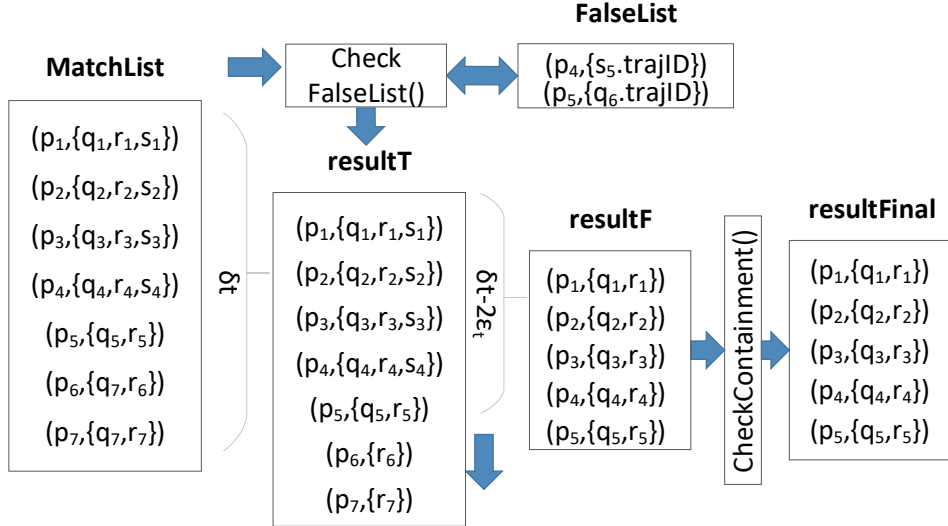 FalseList
Check
FalseList()
(p₄,{s₅.trajID})
(p₅,{q₆.trajID})
MatchList
(p₁,{q₁,r₁,s₁})
(p₂,{q₂,r₂,s₂})
(p₃,{q₃,r₃,s₃})
(p₄,{q₄,r₄,s₄})
(p₅,{q₅,r₅})
(p₆,{q₇,r₆})
(p₇,{q₇,r₇})
δt
resultT
(p₁,{q₁,r₁,s₁})
(p₂,{q₂,r₂,s₂})
(p₃,{q₃,r₃,s₃})
(p₄,{q₄,r₄,s₄})
(p₅,{q₅,r₅})
(p₆,{r₆})
(p₇,{r₇})
δt-2εₜ
resultF
(p₁,{q₁,r₁})
(p₂,{q₂,r₂})
(p₃,{q₃,r₃})
(p₄,{q₄,r₄})
(p₅,{q₅,r₅})
CheckContainment()
resultFinal
(p₁,{q₁,r₁})
(p₂,{q₂,r₂})
(p₃,{q₃,r₃})
(p₄,{q₄,r₄})
(p₅,{q₅,r₅})